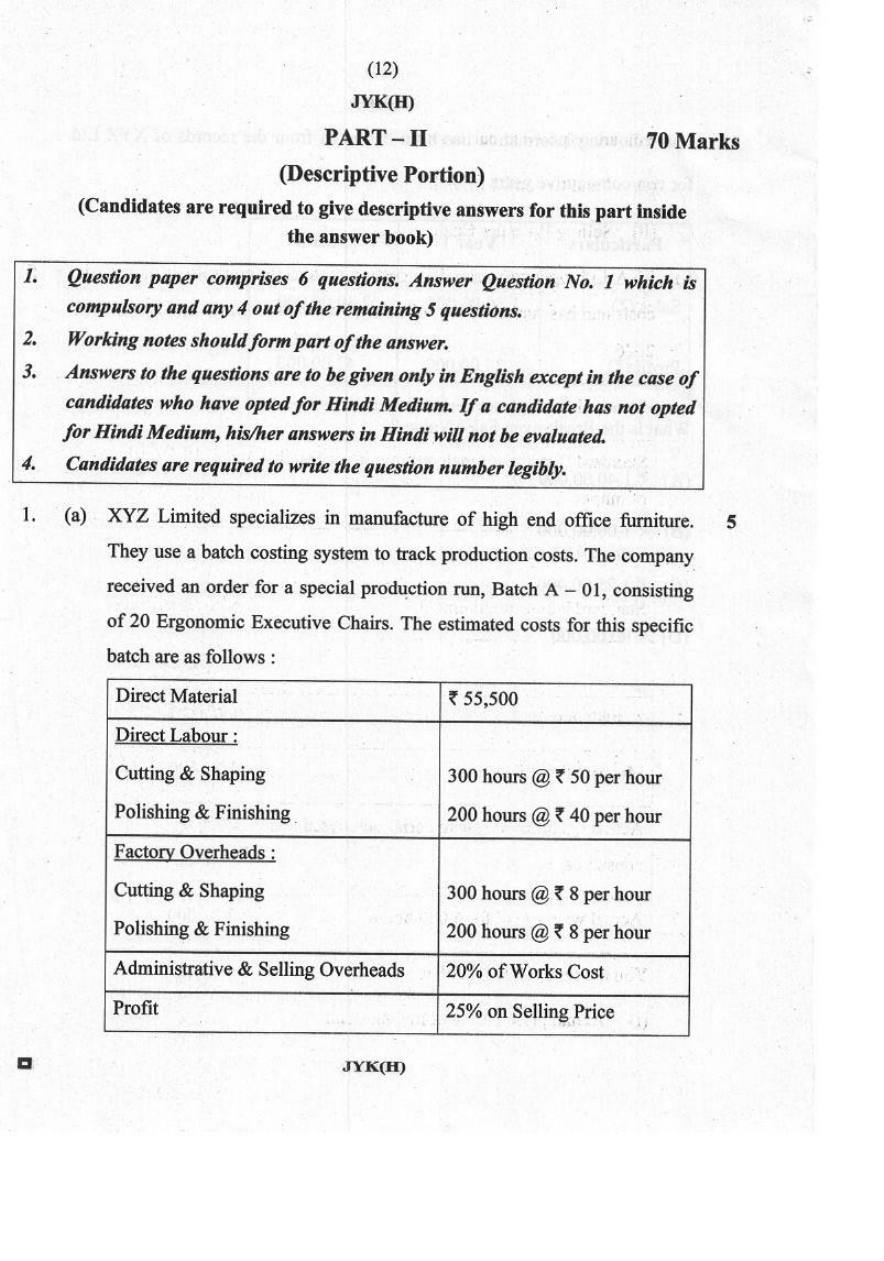 (12)
JYK(H)
PART – II 70 Marks
(Descriptive Portion)
(Candidates are required to give descriptive answers for this part inside
the answer book)
1. Question paper comprises 6 questions. Answer Question No. 1 which is
compulsory and any 4 out of the remaining 5 questions.
2. Working notes should form part of the answer.
3. Answers to the questions are to be given only in English except in the case of
candidates who have opted for Hindi Medium. If a candidate has not opted
for Hindi Medium, his/her answers in Hindi will not be evaluated.
4. Candidates are required to write the question number legibly.
1. (a) XYZ Limited specializes in manufacture of high end office furniture. 5
They use a batch costing system to track production costs. The company
received an order for a special production run, Batch A – 01, consisting
of 20 Ergonomic Executive Chairs. The estimated costs for this specific
batch are as follows :
Direct Material ₹ 55,500
Direct Labour :
Cutting & Shaping 300 hours @ ₹ 50 per hour
Polishing & Finishing 200 hours @ ₹ 40 per hour
Factory Overheads :
Cutting & Shaping 300 hours @ ₹ 8 per hour
Polishing & Finishing 200 hours @ ₹ 8 per hour
Administrative & Selling Overheads 20% of Works Cost
Profit 25% on Selling Price
JYK(H)